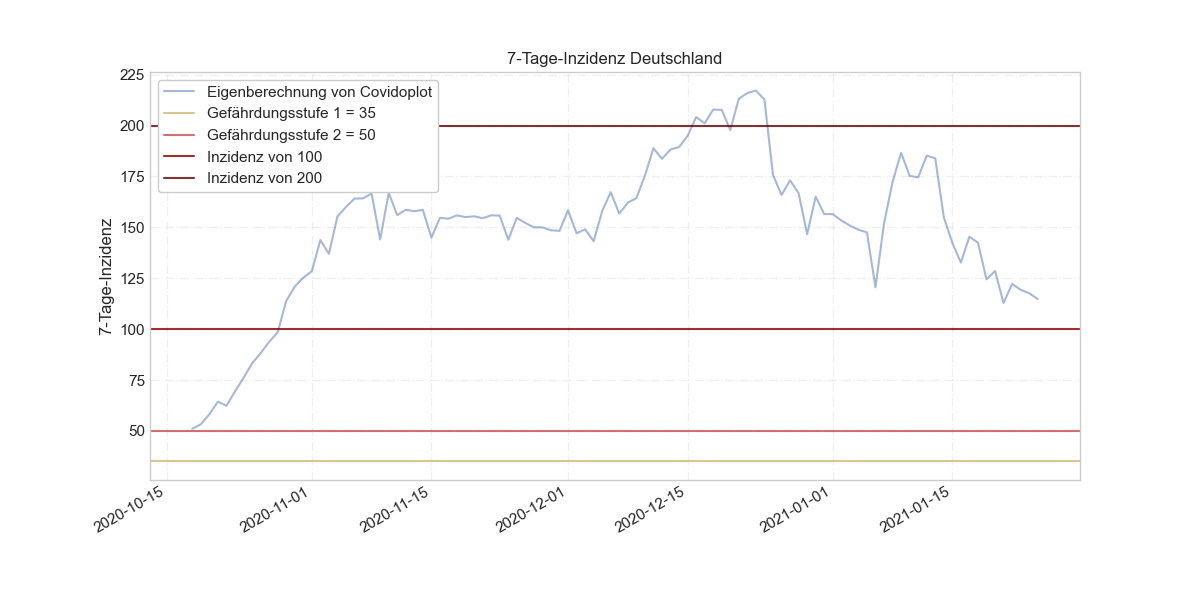 7-Tage-Inzidenz Deutschland
225
200
175
150
125
100
75
50
7-Tage-Inzidenz
Eigenberechnung von Covidoplot
Gefährdungsstufe 1 = 35
Gefährdungsstufe 2 = 50
Inzidenz von 100
Inzidenz von 200
2020-10-15
2020-11-01
2020-11-15
2020-12-01
2020-12-15
2021-01-01
2021-01-15